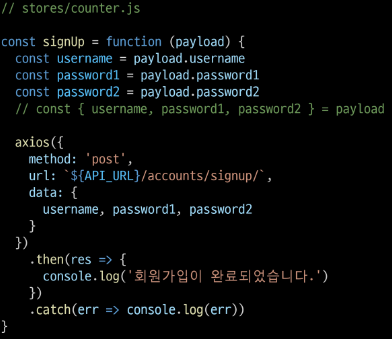 // stores/counter.js
const signUp = function (payload) {
  const username = payload.username
  const password1 = payload.password1
  const password2 = payload.password2
  // const { username, password1, password2 } = payload
  axios({
    method: 'post',
    url: `${API_URL}/accounts/signup/`,
    data: {
      username, password1, password2
    }
  })
    .then(res => {
      console.log('회원가입이 완료되었습니다.')
    })
    .catch(err => console.log(err))
}